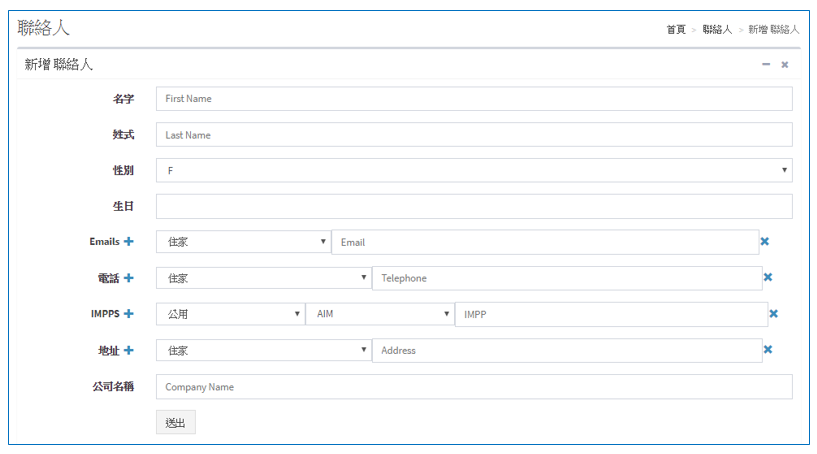 聯絡人
首頁 > 聯絡人 > 新增聯絡人
新增聯絡人
名字 First Name
姓式 Last Name
性別 F
生日
Emails 住家 Email
電話 住家 Telephone
IMPPS 公用 AIM IMPP
地址 住家 Address
公司名稱 Company Name
送出